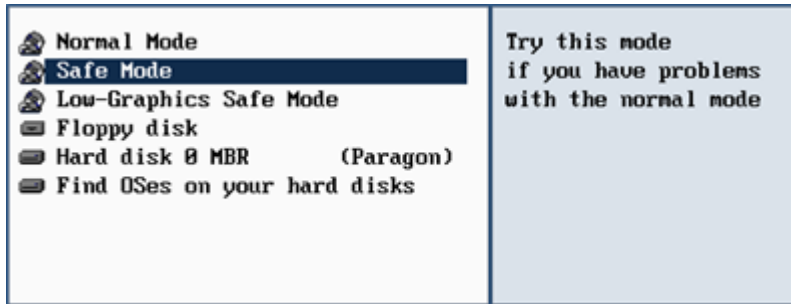 Normal Mode
Safe Mode
Low-Graphics Safe Mode
Floppy disk
Hard disk 0 MBR (Paragon)
Find OSes on your hard disks
Try this mode
if you have problems
with the normal mode